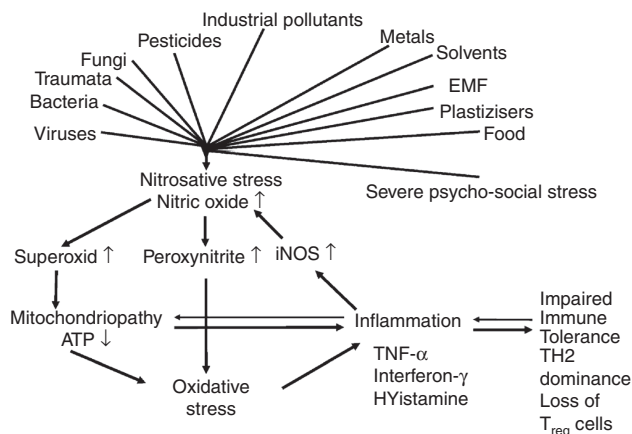 Industrial pollutants
Pesticides
Metals
Fungi
Solvents
Traumata
EMF
Bacteria
Plastizisers
Viruses
Food
Nitrosative stress
Nitric oxide ↑
Severe psycho-social stress
Superoxid ↑
Peroxynitrite ↑
iNOS ↑
Mitochondriopathy
ATP ↓
Inflammation
TNF-α
Interferon-γ
HYistamine
Oxidative
stress
Impaired
Immune
Tolerance
TH2
dominance
Loss of
Treg cells